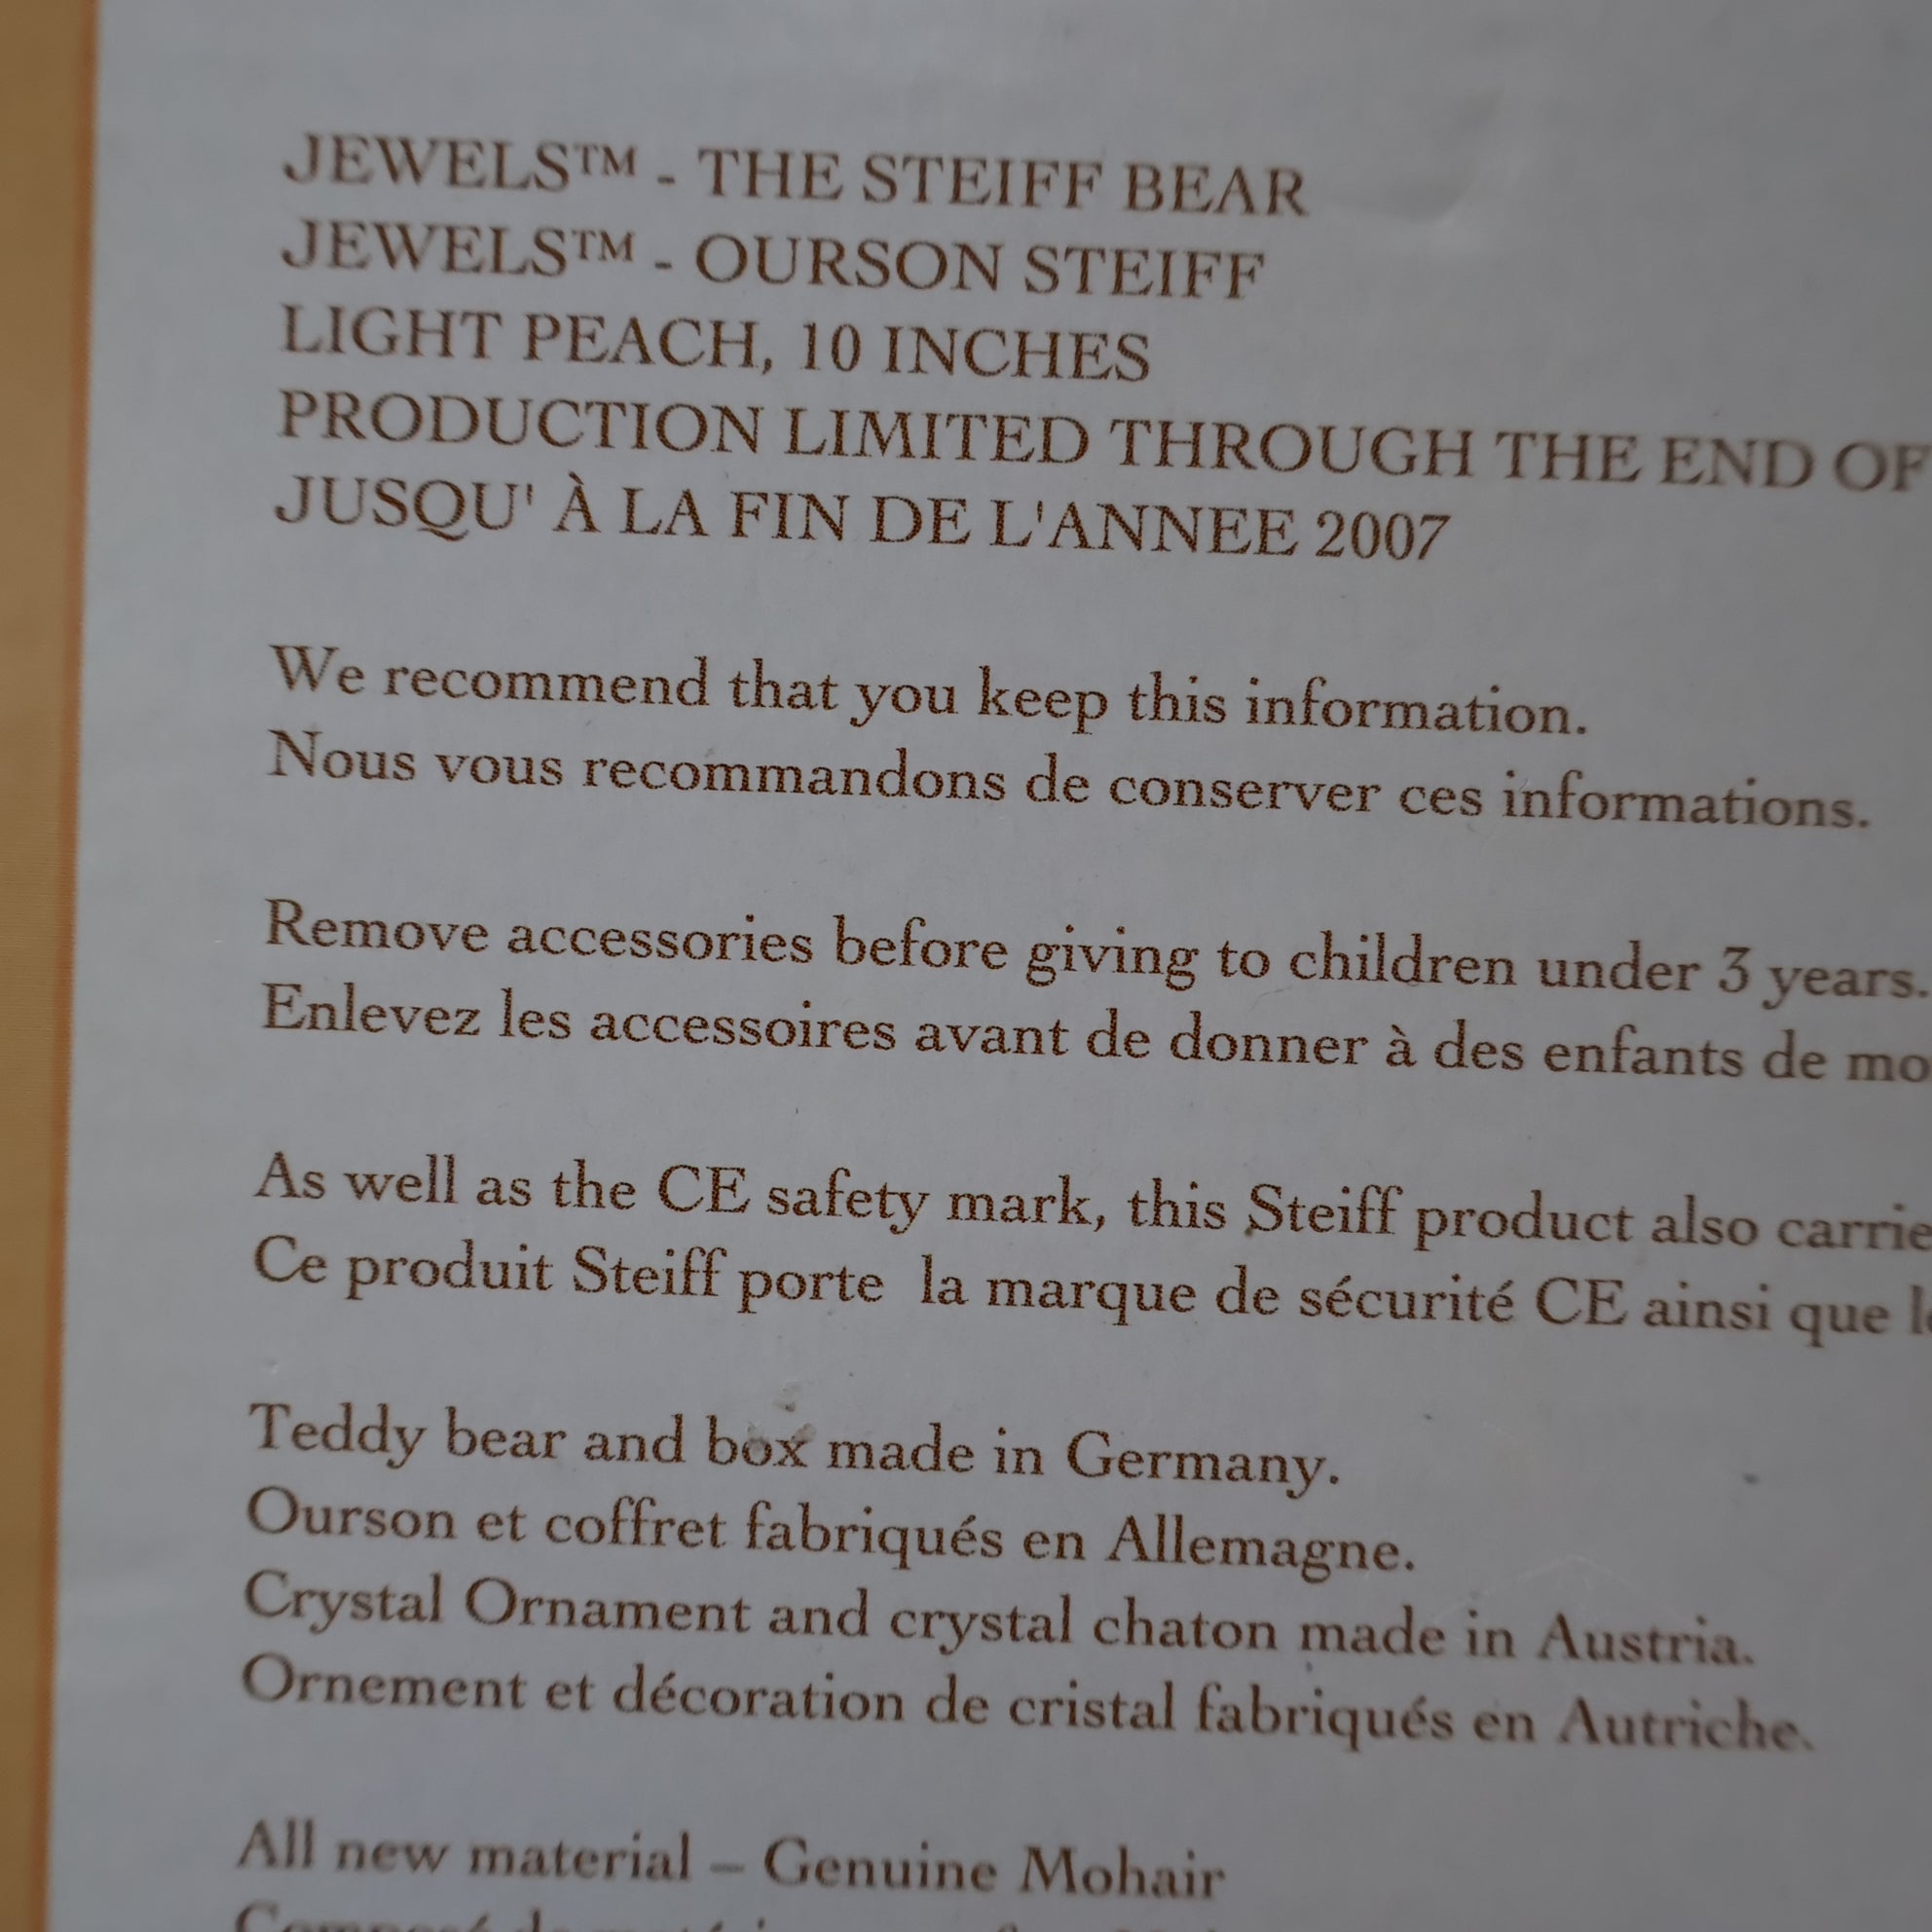 JEWELS™ - THE STEIFF BEAR
JEWELS™ - OURSON STEIFF
LIGHT PEACH, 10 INCHES
PRODUCTION LIMITED THROUGH THE END OF
JUSQU' À LA FIN DE L'ANNEE 2007
We recommend that you keep this information.
Nous vous recommandons de conserver ces informations.
Remove accessories before giving to children under 3 years.
Enlevez les accessoires avant de donner à des enfants de mo
As well as the CE safety mark, this Steiff product also carrie
Ce produit Steiff porte la marque de sécurité CE ainsi que
Teddy bear and box made in Germany.
Ourson et coffret fabriqués en Allemagne.
Crystal Ornament and crystal chaton made in Austria.
Ornement et décoration de cristal fabriqués en Autriche.
All new material – Genuine Mohair